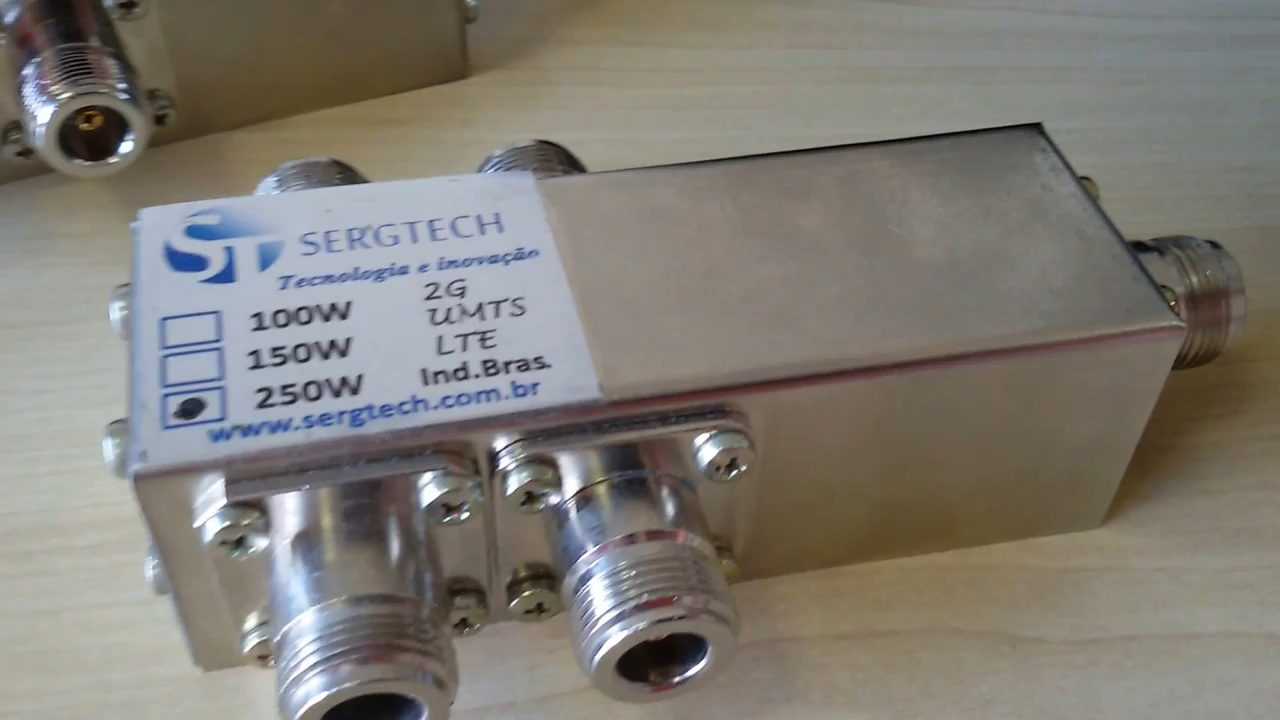 ST SERGTECH
Tecnologia e inovação
100W 2G
150W UMTS
250W LTE
Ind.Bras.
www.sergtech.com.br